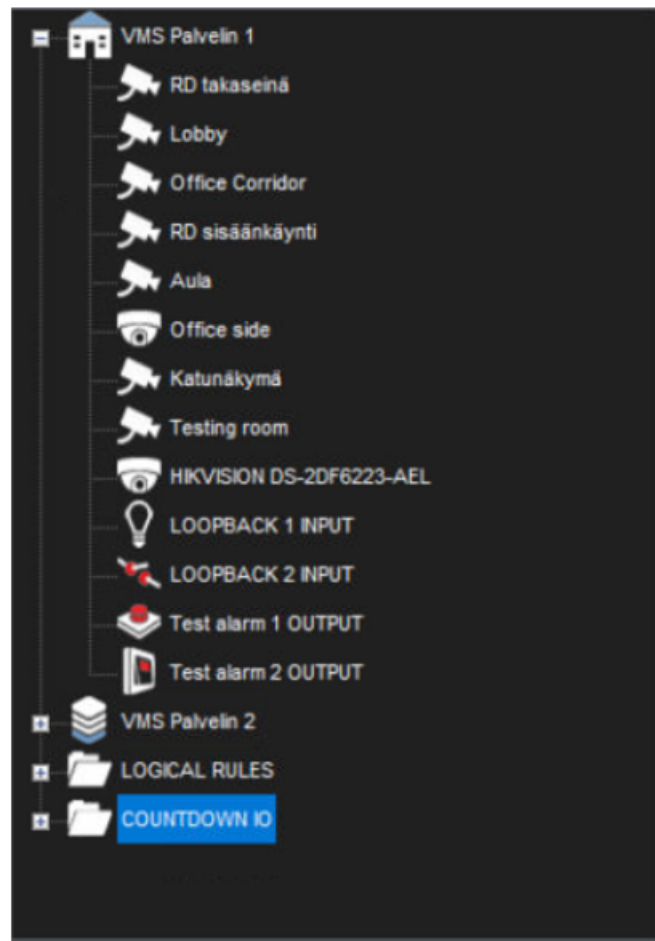 VMS Palvelin 1
RD takaseinä
Lobby
Office Corridor
RD sisäänkäynti
Aula
Office side
Katunäkymä
Testing room
HIKVISION DS-2DF6223-AEL
LOOPBACK 1 INPUT
LOOPBACK 2 INPUT
Test alarm 1 OUTPUT
Test alarm 2 OUTPUT
VMS Palvelin 2
LOGICAL RULES
COUNTDOWN IO